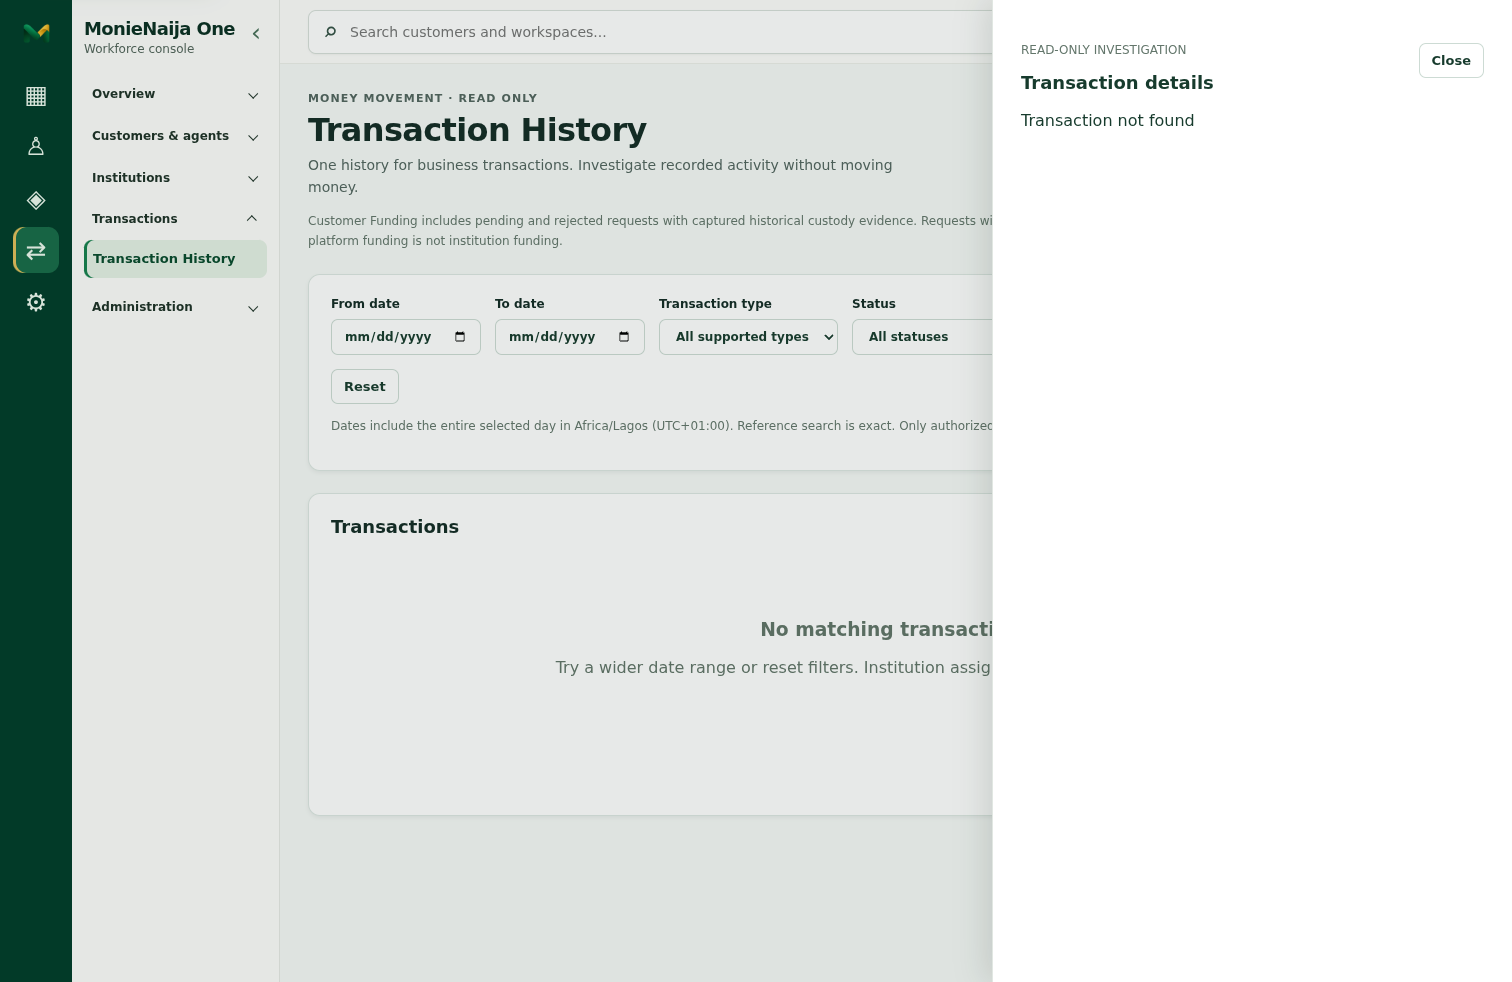 MonieNaija One
Workforce console
Overview
Customers & agents
Institutions
Transactions
Transaction History
Administration
Search customers and workspaces...
MONEY MOVEMENT · READ ONLY
Transaction History
One history for business transactions. Investigate recorded activity without moving
money.
Customer Funding includes pending and rejected requests with captured historical custody evidence. Requests
platform funding is not institution funding.
From date
To date
Transaction type
Status
mm/dd/yyyy
mm/dd/yyyy
All supported types
All statuses
Reset
Dates include the entire selected day in Africa/Lagos (UTC+01:00). Reference search is exact. Only authorized
Transactions
No matching
Try a wider date range or reset filters. Institution
READ-ONLY INVESTIGATION
Close
Transaction details
Transaction not found